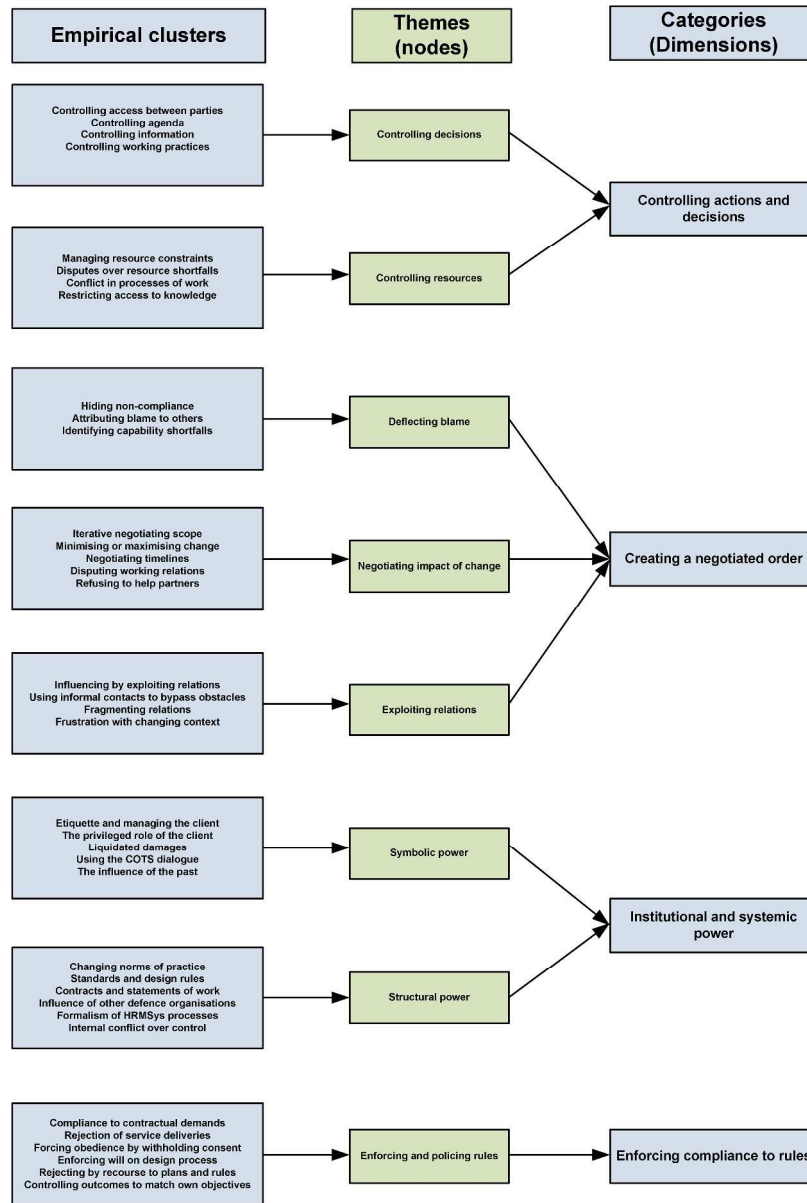 Empirical clusters
Themes
(nodes)
Categories
(Dimensions)
Controlling access between parties
Controlling agenda
Controlling information
Controlling working practices
Controlling decisions
Controlling actions and
decisions
Managing resource constraints
Disputes over resource shortfalls
Conflict in processes of work
Restricting access to knowledge
Controlling resources
Hiding non-compliance
Attributing blame to others
Identifying capability shortfalls
Deflecting blame
Iterative negotiating scope
Minimising or maximising change
Negotiating timelines
Disputing working relations
Refusing to help partners
Negotiating impact of change
Creating a negotiated order
Influencing by exploiting relations
Using informal contacts to bypass obstacles
Fragmenting relations
Frustration with changing context
Exploiting relations
Etiquette and managing the client
The privileged role of the client
Liquidated damages
Using the COTS dialogue
The influence of the past
Symbolic power
Institutional and systemic
power
Changing norms of practice
Standards and design rules
Contracts and statements of work
Influence of other defence organisations
Formalism of HRMSys processes
Internal conflict over control
Structural power
Compliance to contractual demands
Rejection of service deliveries
Forcing obedience by withholding consent
Enforcing will on design process
Rejecting by recourse to plans and rules
Controlling outcomes to match own objectives
Enforcing and policing rules
Enforcing compliance to rules